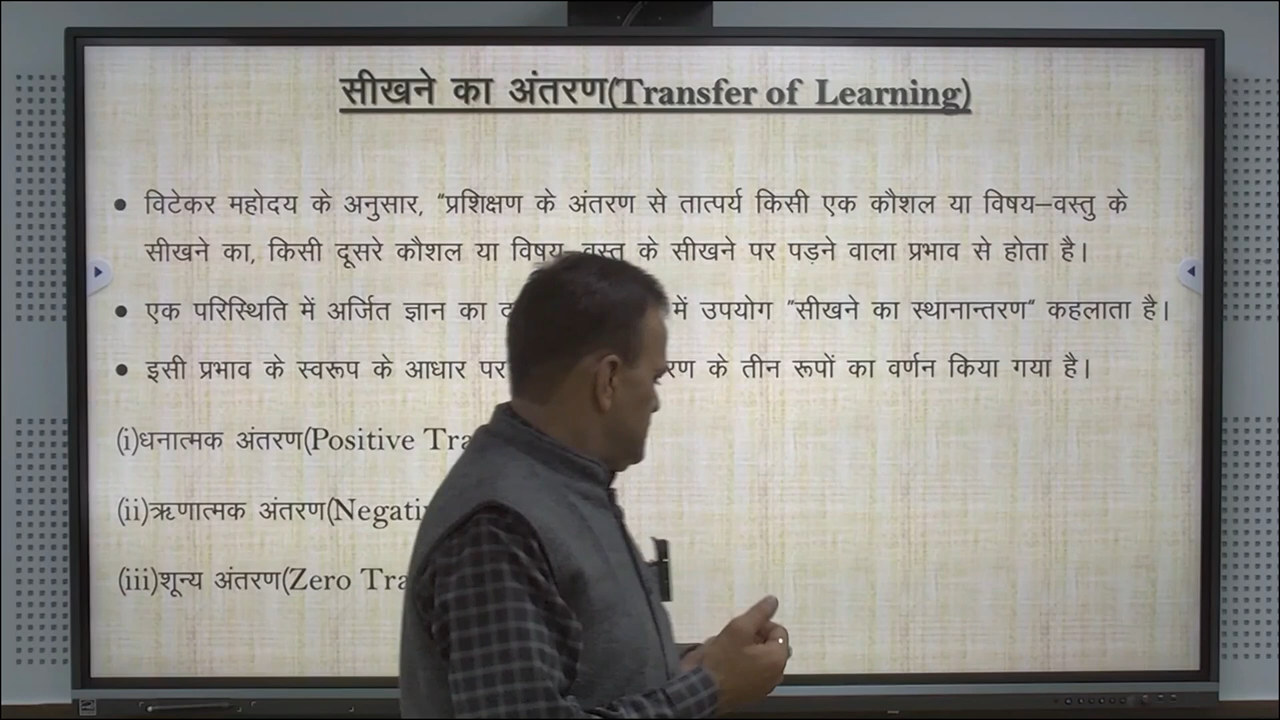 सीखने का अंतरण(Transfer of Learning)
• विटेकर महोदय के अनुसार, "प्रशिक्षण के अंतरण से तात्पर्य किसी एक कौशल या विषय–वस्तु के
सीखने का, किसी दूसरे कौशल या विषय–वस्तु के सीखने पर पड़ने वाला प्रभाव से होता है।
• एक परिस्थिति में अर्जित ज्ञान का में उपयोग "सीखने का स्थानान्तरण" कहलाता है।
• इसी प्रभाव के स्वरूप के आधार पर के तीन रूपों का वर्णन किया गया है।
(i)धनात्मक अंतरण(Positive
(ii)ऋणात्मक अंतरण(
(iii)शून्य अंतरण(Zero